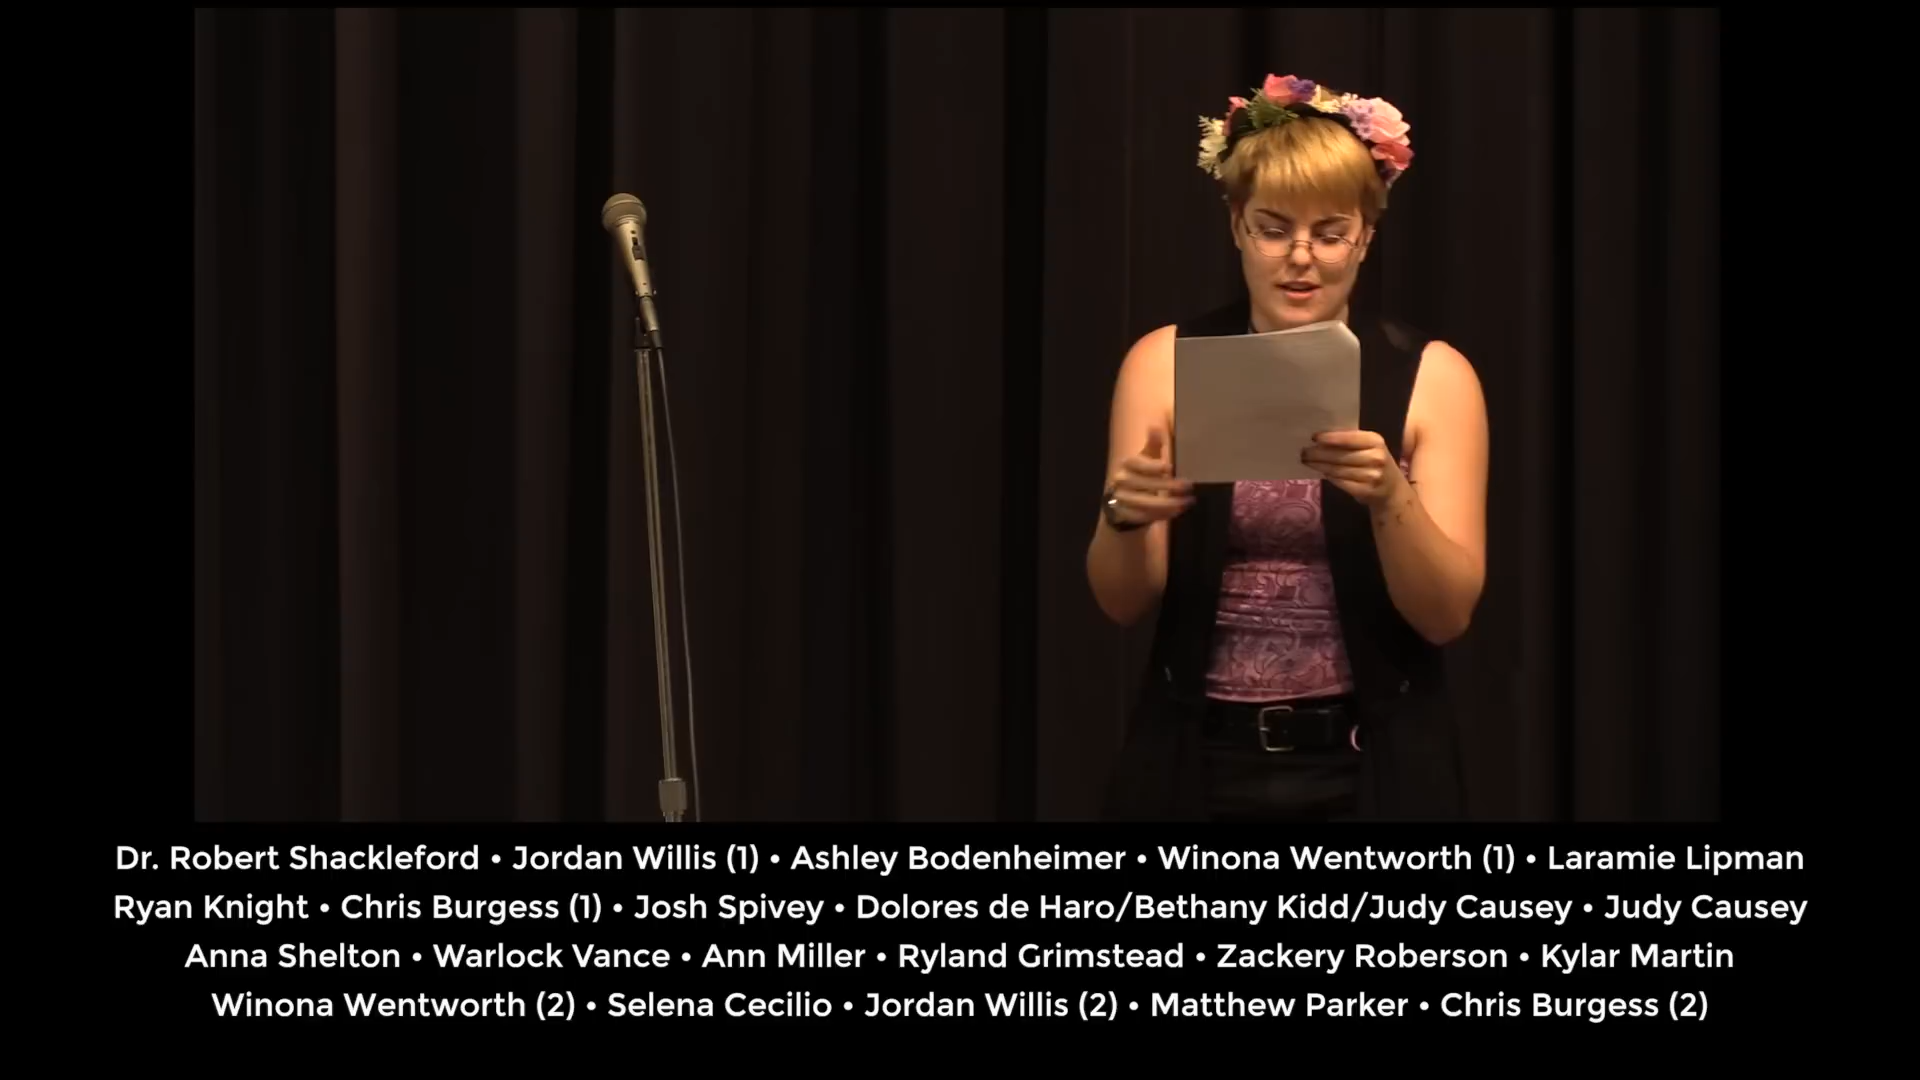 Dr. Robert Shackleford • Jordan Willis (1) • Ashley Bodenheimer • Winona Wentworth (1) • Laramie Lipman
Ryan Knight • Chris Burgess (1) • Josh Spivey • Dolores de Haro/Bethany Kidd/Judy Causey • Judy Causey
Anna Shelton • Warlock Vance • Ann Miller • Ryland Grimstead • Zackery Roberson • Kylar Martin
Winona Wentworth (2) • Selena Cecilio • Jordan Willis (2) • Matthew Parker • Chris Burgess (2)